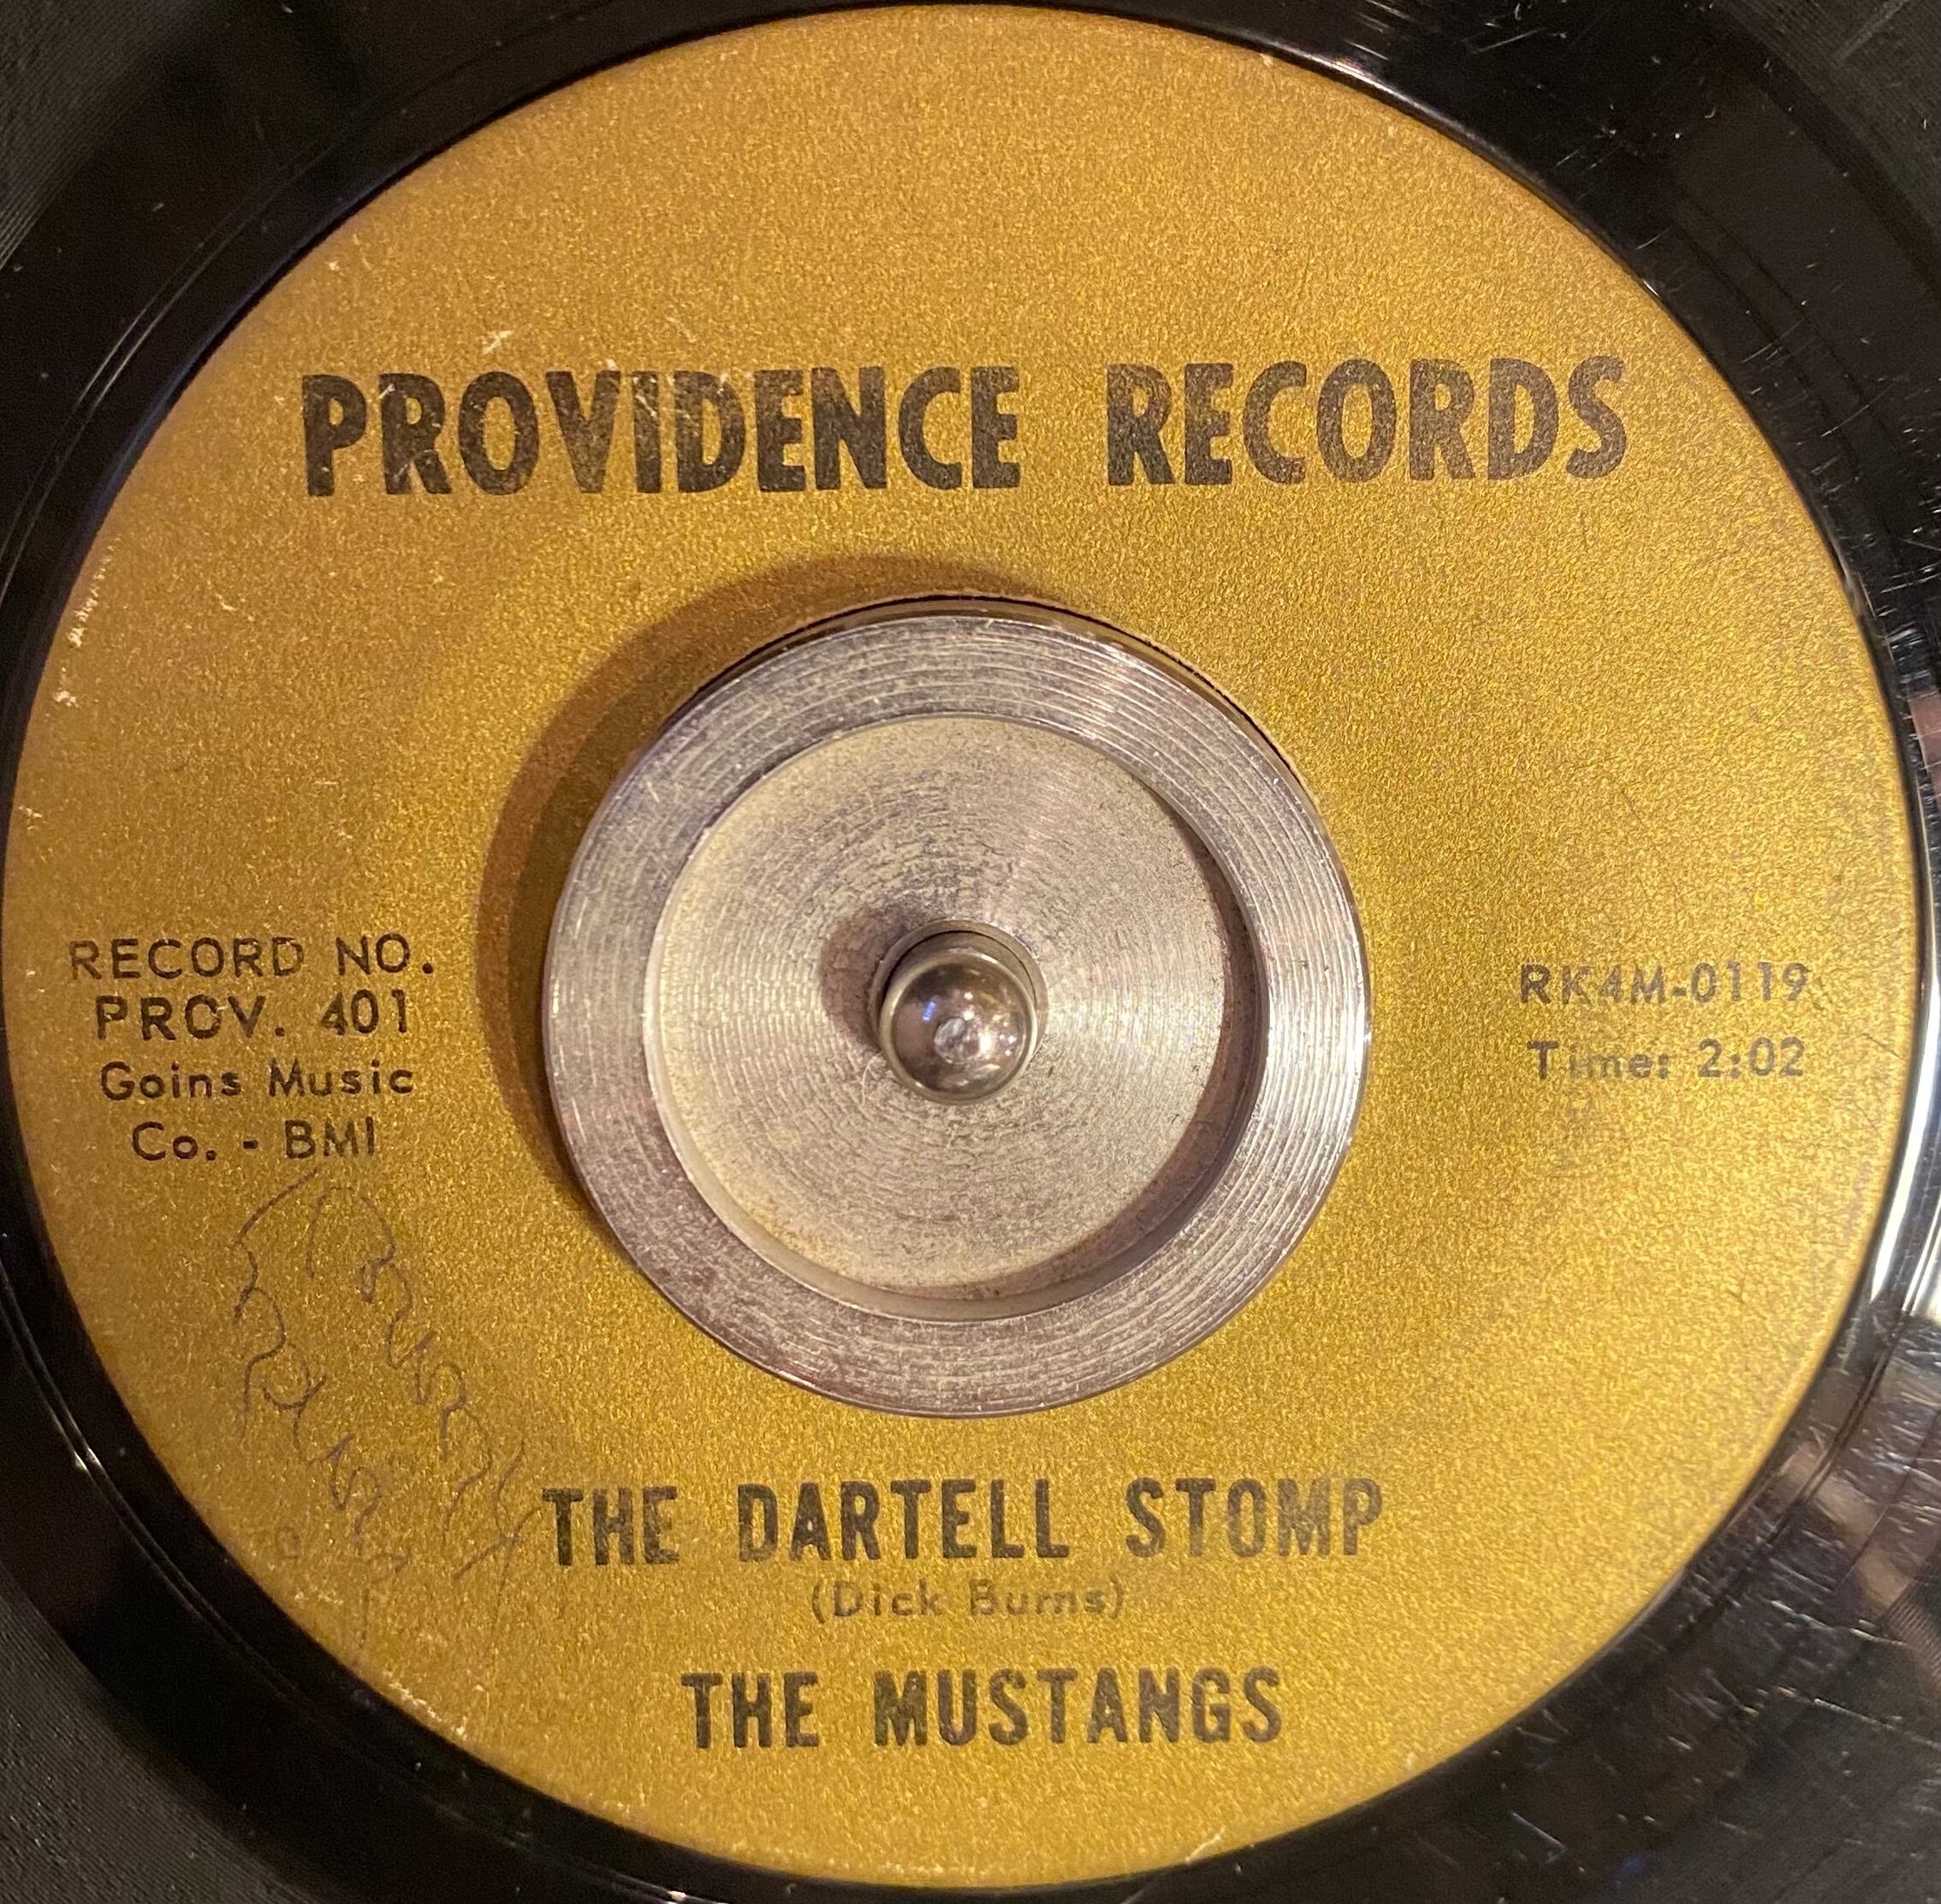 PROVIDENCE RECORDS
RECORD NO.
PROV. 401
Goins Music
Co. - BMI
RK4M-0119
Time: 2:02
THE DARTELL STOMP
(Dick Burns)
THE MUSTANGS